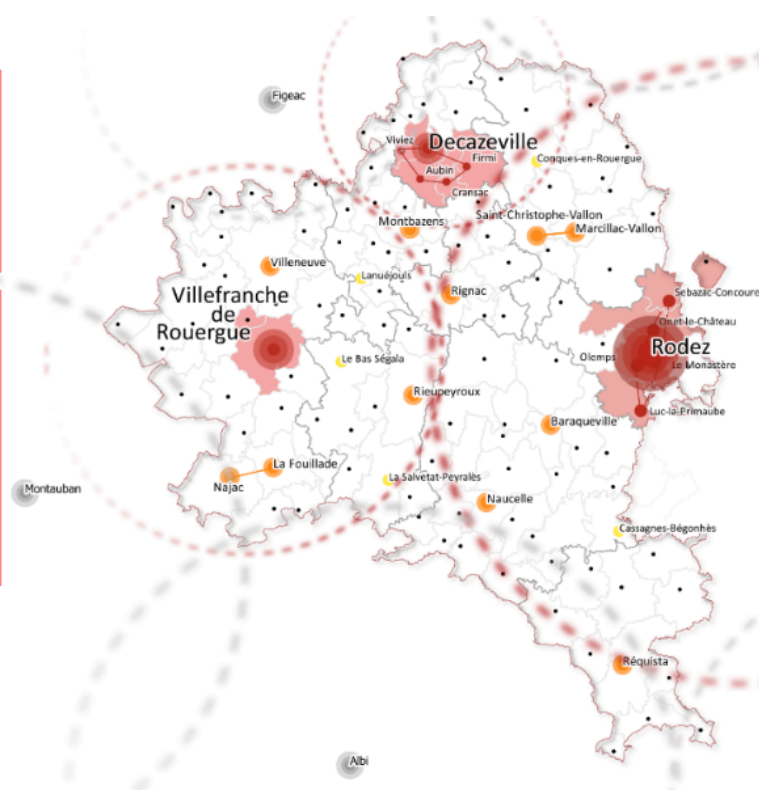 Figeac
Viviez
Decazeville
Firmi
Aubin
Cransac
Conques-en-Rouergue
Montbazens
Saint-Christophe-Vallon
Marcillac-Vallon
Villeneuve
Lanuéjouls
Rignac
Sebazac-Concoure
Villefranche
de
Rouergue
Onet-le-Château
Rodez
Olemps
Le Monastère
Le Bas Ségala
Rieupeyroux
Luc-la-Primaube
Baraqueville
La Fouillade
Najac
La Salvetat-Peyralès
Montauban
Naucelle
Cassagnes-Bégonhès
Réquista
Albi